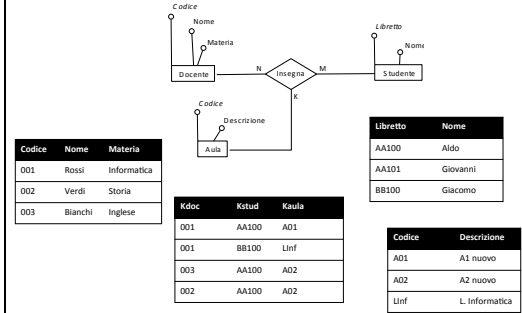 Codice
Nome
Materia
Docente
N
Insegna
M
Libretto
Nome
Studente
K
Codice
Descrizione
Aula
Codice Nome Materia
001 Rossi Informatica
002 Verdi Storia
003 Bianchi Inglese
Libretto Nome
AA100 Aldo
AA101 Giovanni
BB100 Giacomo
Kdoc Kstud Kaula
001 AA100 A01
001 BB100 LInf
003 AA100 A02
002 AA100 A02
Codice Descrizione
A01 A1 nuovo
A02 A2 nuovo
LInf L. Informatica